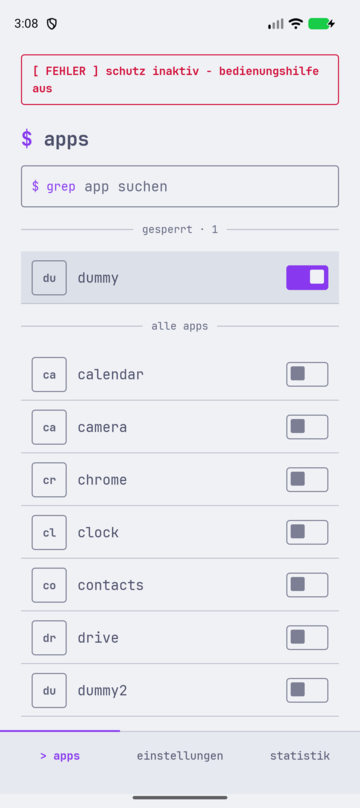 3:08
[ FEHLER ] schutz inaktiv - bedienungshilfe
aus
$ apps
$ grep app suchen
gesperrt · 1
du dummy
alle apps
ca calendar
ca camera
cr chrome
cl clock
co contacts
dr drive
du dummy2
> apps einstellungen statistik